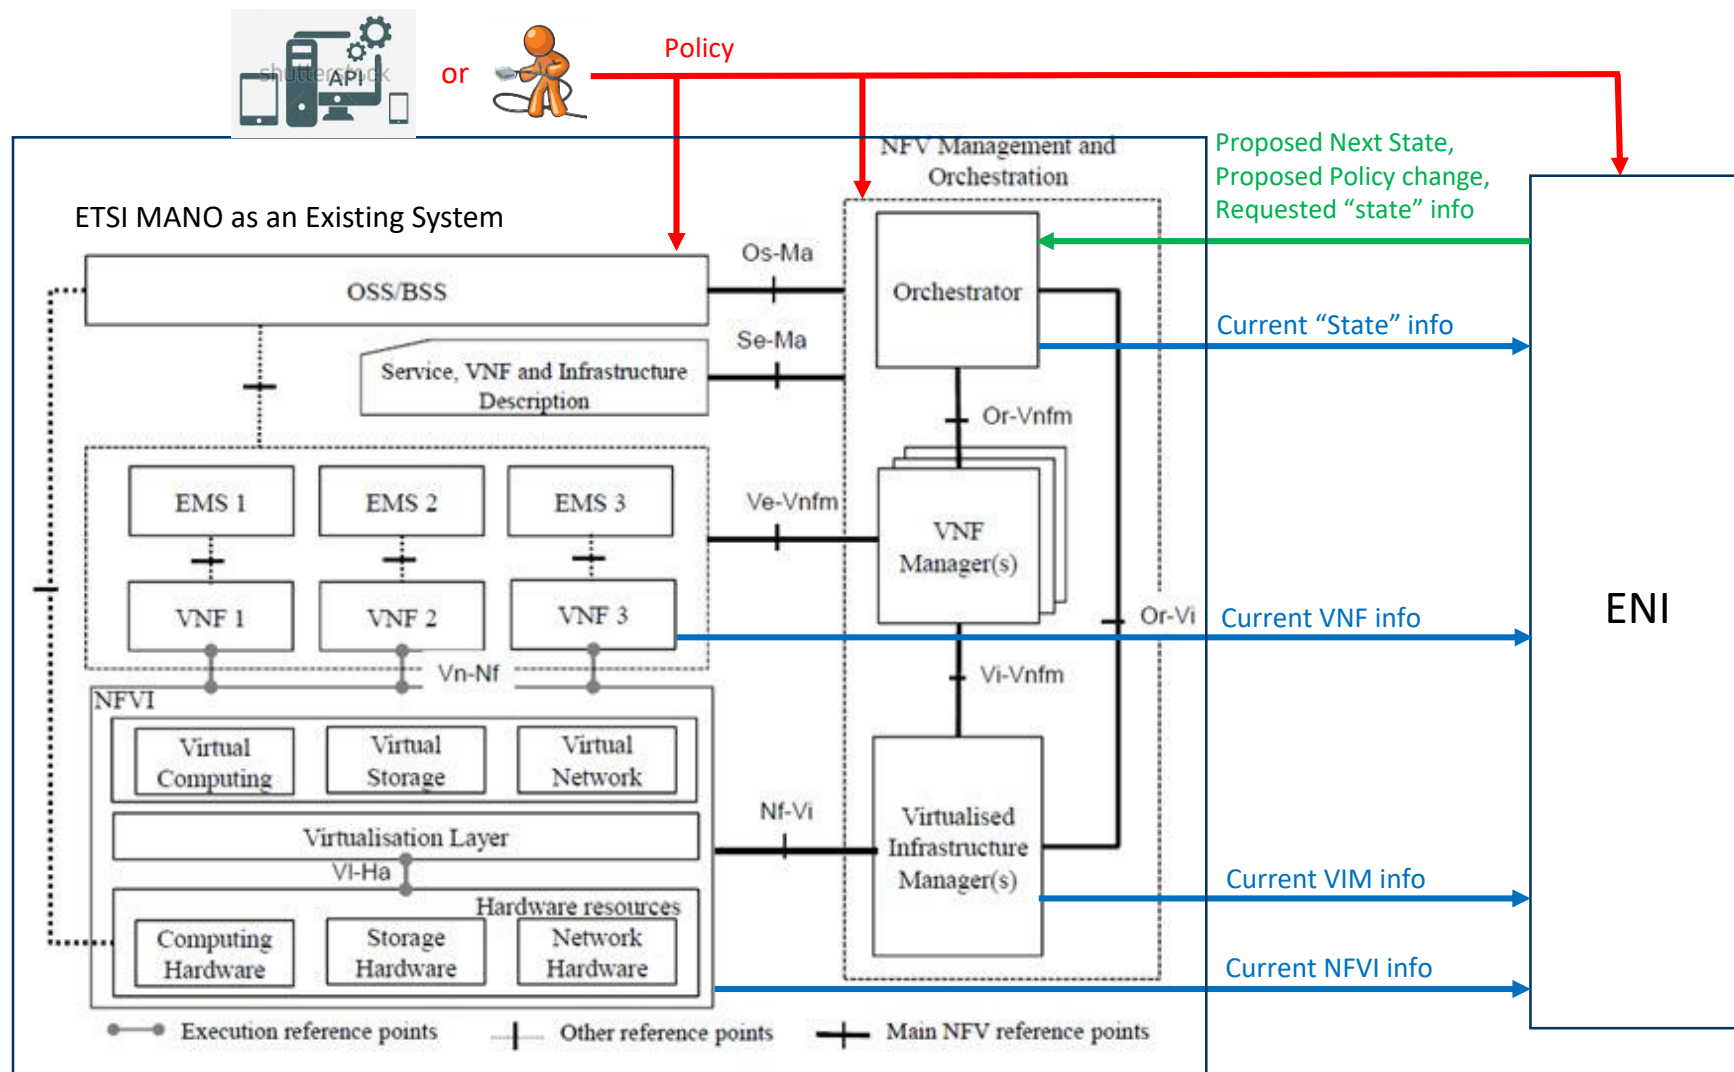 shutterstock
API
or
Policy
NFV Management and
Orchestration
Proposed Next State,
Proposed Policy change,
Requested “state” info
ETSI MANO as an Existing System
Os-Ma
OSS/BSS
Orchestrator
Current “State” info
Se-Ma
Service, VNF and Infrastructure
Description
Or-Vnfm
EMS 1
EMS 2
EMS 3
Ve-Vnfm
VNF
Manager(s)
VNF 1
VNF 2
VNF 3
Or-Vi
Current VNF info
ENI
Vn-Nf
Vi-Vnfm
NFVI
Virtual
Computing
Virtual
Storage
Virtual
Network
Nf-Vi
Virtualised
Infrastructure
Manager(s)
Virtualisation Layer
Vl-Ha
Current VIM info
Hardware resources
Computing
Hardware
Storage
Hardware
Network
Hardware
Current NFVI info
Execution reference points
Other reference points
Main NFV reference points